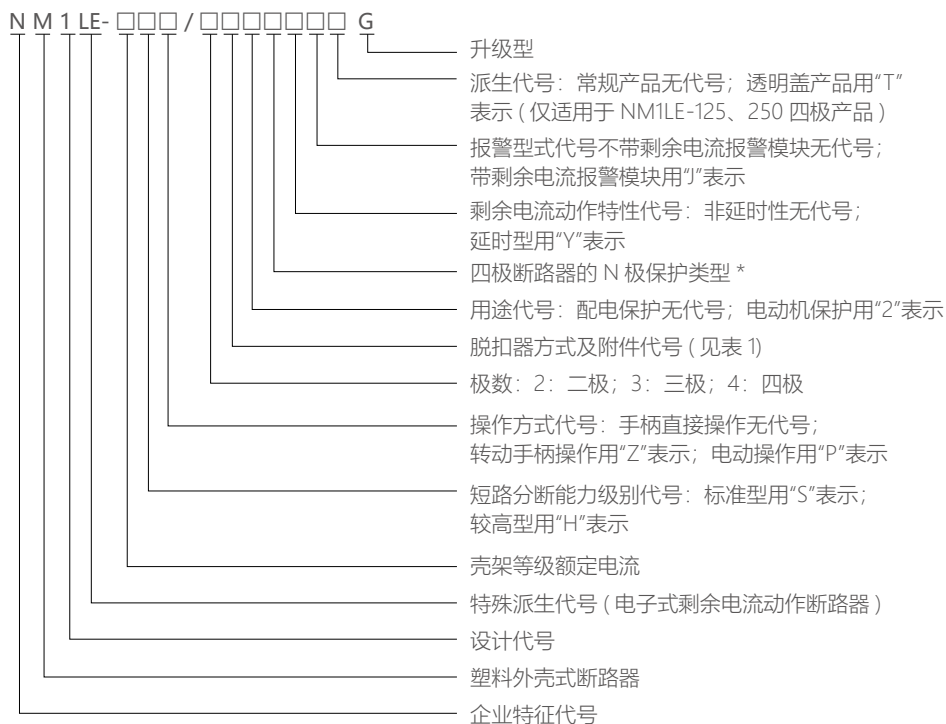 N M 1 LE- □□□ / □□□□□□□ G
升级型
派生代号：常规产品无代号；透明盖产品用“T”
表示 ( 仅适用于 NM1LE-125、250 四极产品 )
报警型式代号不带剩余电流报警模块无代号；
带剩余电流报警模块用“J”表示
剩余电流动作特性代号：非延时性无代号；
延时型用“Y”表示
四极断路器的 N 极保护类型 *
用途代号：配电保护无代号；电动机保护用“2”表示
脱扣器方式及附件代号 ( 见表 1)
极数：2：二极；3：三极；4：四极
操作方式代号：手柄直接操作无代号；
转动手柄操作用“Z”表示；电动操作用“P”表示
短路分断能力级别代号：标准型用“S”表示；
较高型用“H”表示
壳架等级额定电流
特殊派生代号 ( 电子式剩余电流动作断路器 )
设计代号
塑料外壳式断路器
企业特征代号